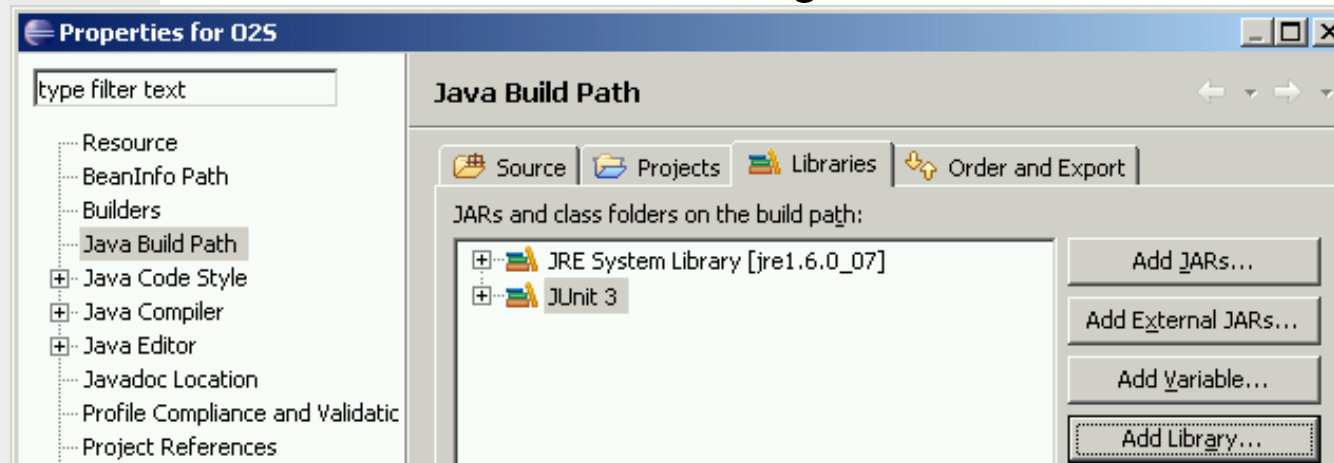 Properties for O2S
type filter text
Resource
BeanInfo Path
Builders
Java Build Path
Java Code Style
Java Compiler
Java Editor
Javadoc Location
Profile Compliance and Validatic
Project References
Java Build Path
Source
Projects
Libraries
Order and Export
JARs and class folders on the build path:
JRE System Library [jre1.6.0_07]
JUnit 3
Add JARs...
Add External JARs...
Add Variable...
Add Library...